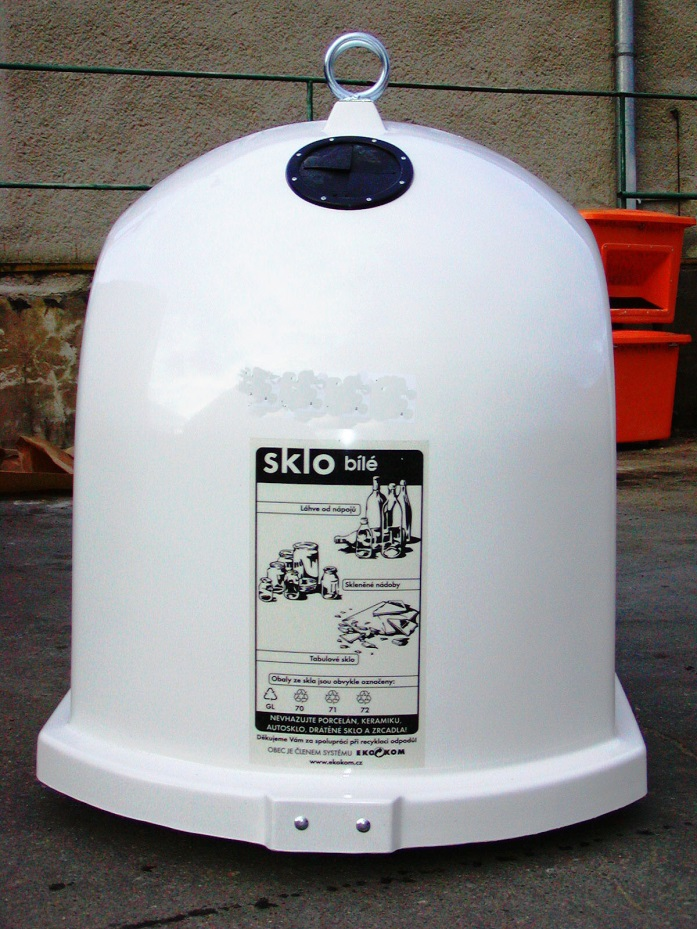 sklo bílé
Láhve od nápojů
Skleněné nádoby
Tabulové sklo
Obaly ze skla jsou obvykle označeny:
GL 70 71 72
NEVHAZUJTE PORCELAN, KERAMIKU,
AUTOSKLO, DRÁTĚNÉ SKLO A ZRCADLA!
Děkujeme Vám za spolupráci při recyklaci odpadů!
OBEC JE ČLENEM SYSTÉMU EKO KOM
www.ekokom.cz